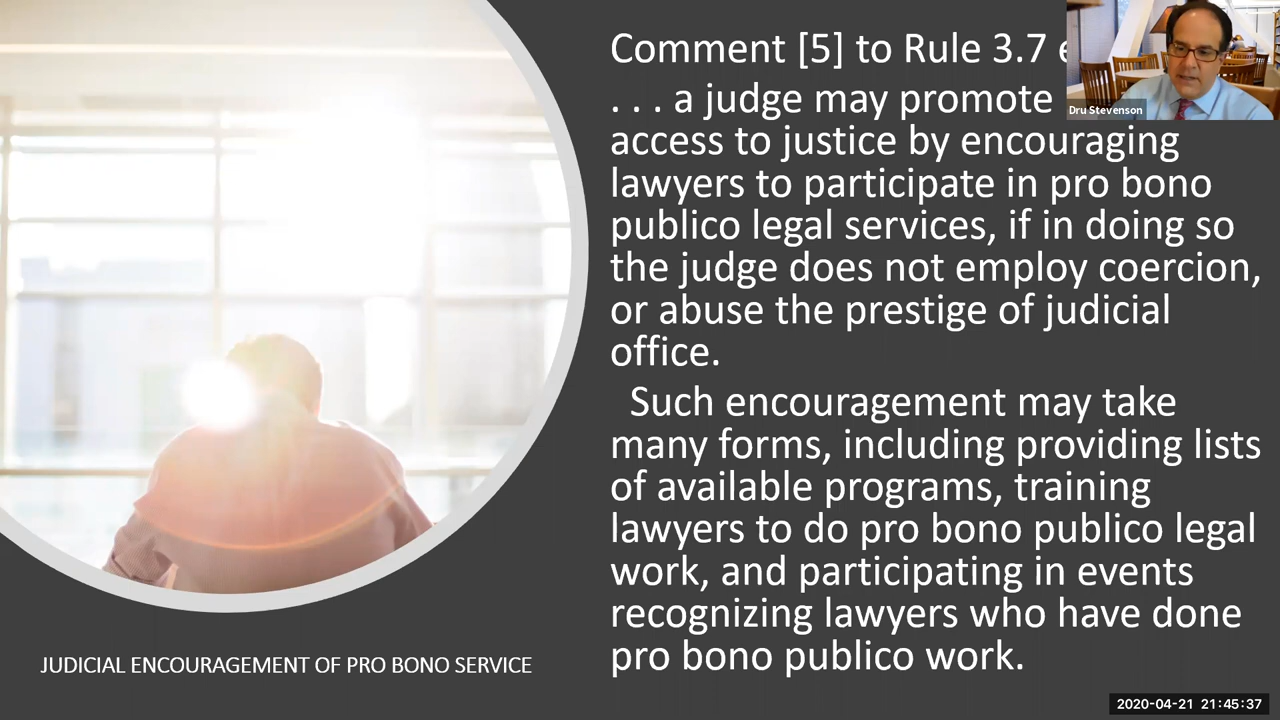 Comment [5] to Rule 3.7
. . . a judge may promote
access to justice by encouraging
lawyers to participate in pro bono
publico legal services, if in doing so
the judge does not employ coercion,
or abuse the prestige of judicial
office.
Such encouragement may take
many forms, including providing lists
of available programs, training
lawyers to do pro bono publico legal
work, and participating in events
recognizing lawyers who have done
pro bono publico work.
JUDICIAL ENCOURAGEMENT OF PRO BONO SERVICE
Dru Stevenson
2020-04-21 21:45:37